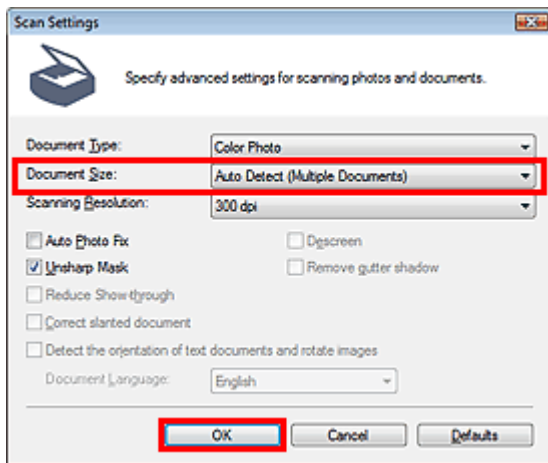 Scan Settings
Specify advanced settings for scanning photos and documents.
Document Type: Color Photo
Document Size: Auto Detect (Multiple Documents)
Scanning Resolution: 300 dpi
Auto Photo Fix Descreen
Unsharp Mask Remove gutter shadow
Reduce Show-through
Correct slanted document
Detect the orientation of text documents and rotate images
Document Language: English
OK Cancel Defaults